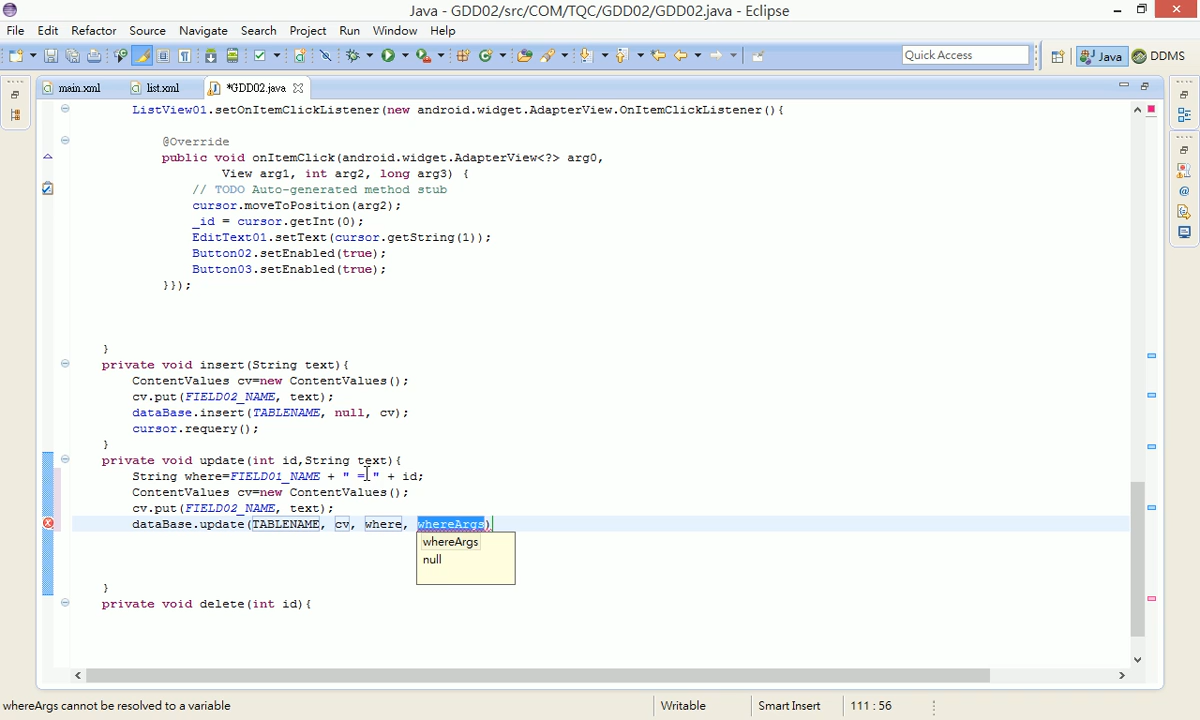 Java - GDD02/src/COM/TQC/GDD02/GDD02.java - Eclipse
File Edit Refactor Source Navigate Search Project Run Window Help
Quick Access Java DDMS
main.xml list.xml *GDD02.java
ListView01.setOnItemClickListener(new android.widget.AdapterView.OnItemClickListener(){
@Override
public void onItemClick(android.widget.AdapterView<?> arg0,
View arg1, int arg2, long arg3) {
// TODO Auto-generated method stub
cursor.moveToPosition(arg2);
_id = cursor.getInt(0);
EditText01.setText(cursor.getString(1));
Button02.setEnabled(true);
Button03.setEnabled(true);
}});
}
private void insert(String text){
ContentValues cv=new ContentValues();
cv.put(FIELD02_NAME, text);
dataBase.insert(TABLENAME, null, cv);
cursor.requery();
}
private void update(int id,String text){
String where=FIELD01_NAME + " = " + id;
ContentValues cv=new ContentValues();
cv.put(FIELD02_NAME, text);
dataBase.update(TABLENAME, cv, where, whereArgs)
whereArgs
null
}
private void delete(int id){
whereArgs cannot be resolved to a variable Writable Smart Insert 111 : 56